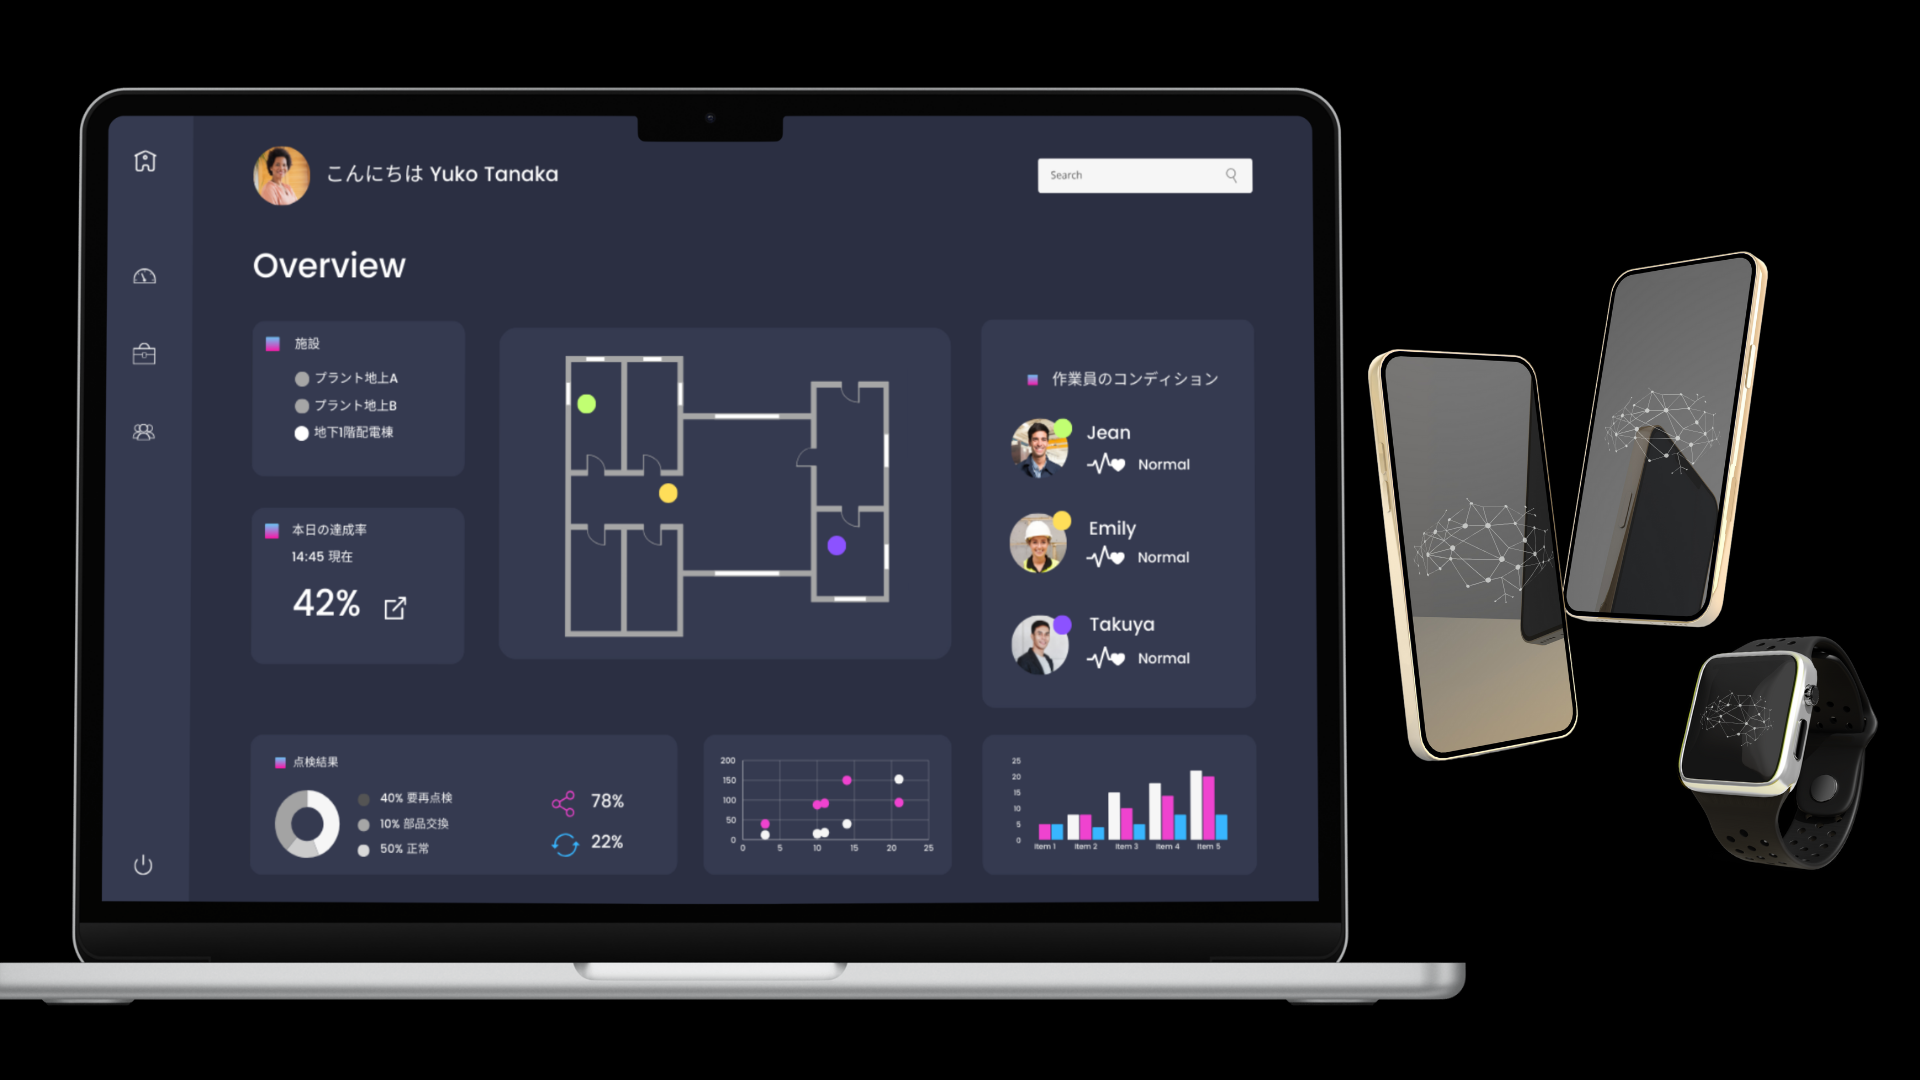 こんにちは Yuko Tanaka
Search
Overview
施設
プラント地上A
プラント地上B
地下1階配電棟
本日の達成率
14:45 現在
42%
作業員のコンディション
Jean
Normal
Emily
Normal
Takuya
Normal
点検結果
40% 要再点検
10% 部品交換
50% 正常
78%
22%
200
150
100
50
0
0 5 10 15 20 25
25
20
15
10
5
0
Item 1 Item 2 Item 3 Item 4 Item 5